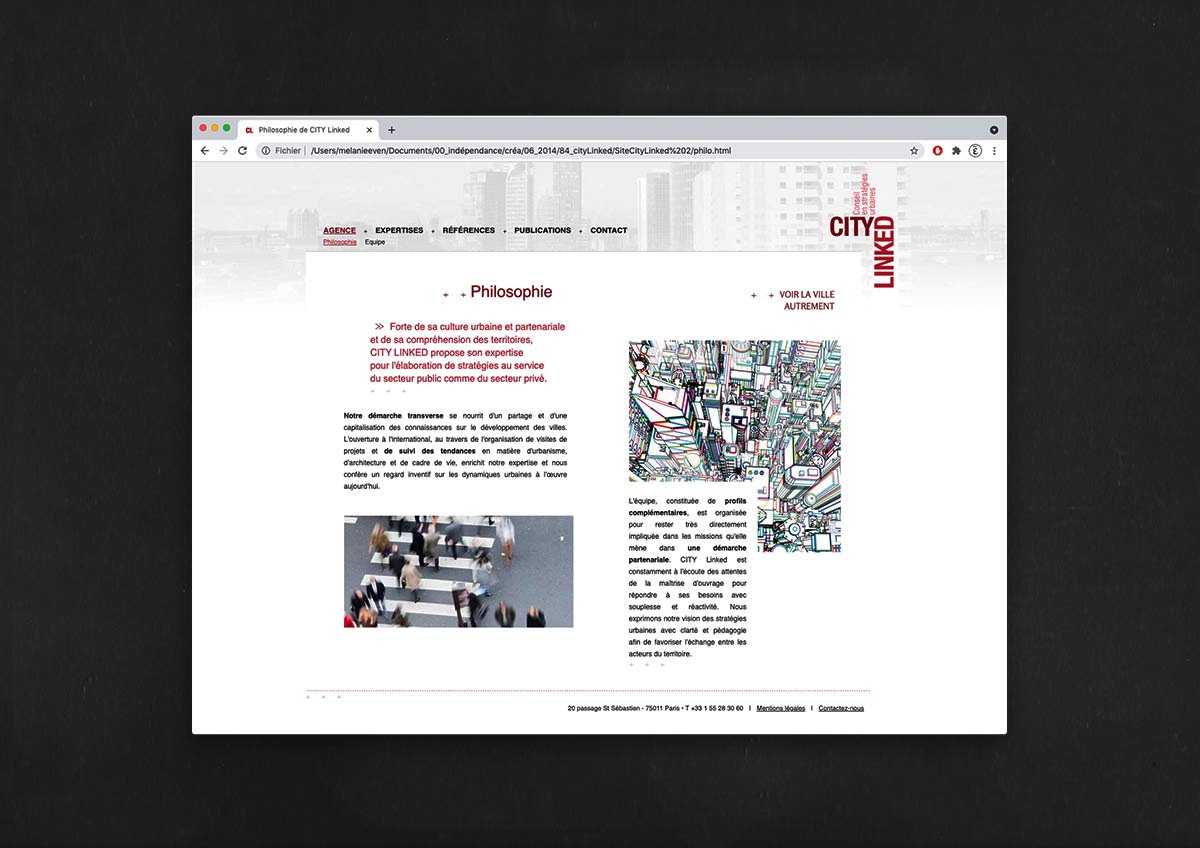 CL Philosophie de CITY Linked
Fichier | /Users/melanieeven/Documents/00_indépendance/créa/06_2014/84_cityLinked/SiteCityLinked%202/philo.html
Conseil
en stratégies
urbaines
CITY
LINKED
AGENCE + EXPERTISES + RÉFÉRENCES + PUBLICATIONS + CONTACT
Philosophie Equipe
+ + Philosophie
>> Forte de sa culture urbaine et partenariale
et de sa compréhension des territoires,
CITY LINKED propose son expertise
pour l'élaboration de stratégies au service
du secteur public comme du secteur privé.
+ + +
Notre démarche transverse se nourrit d'un partage et d'une
capitalisation des connaissances sur le développement des villes.
L'ouverture à l'international, au travers de l'organisation de visites de
projets et de suivi des tendances en matière d'urbanisme,
d'architecture et de cadre de vie, enrichit notre expertise et nous
confère un regard inventif sur les dynamiques urbaines à l'œuvre
aujourd'hui.
+ + VOIR LA VILLE
AUTREMENT
L'équipe, constituée de profils
complémentaires, est organisée
pour rester très directement
impliquée dans les missions qu'elle
mène dans une démarche
partenariale. CITY Linked est
constamment à l'écoute des attentes
de la maîtrise d'ouvrage pour
répondre à ses besoins avec
souplesse et réactivité. Nous
exprimons notre vision des stratégies
urbaines avec clarté et pédagogie
afin de favoriser l'échange entre les
acteurs du territoire.
+ + +
+ + +
20 passage St Sébastien - 75011 Paris • T +33 1 55 28 30 60 I Mentions légales I Contactez-nous